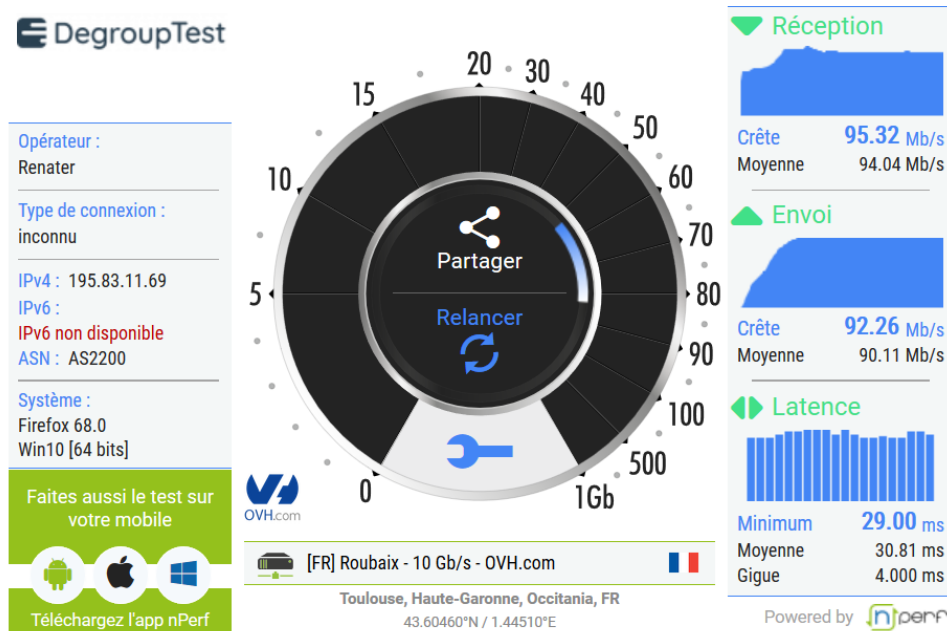 DegroupTest
Opérateur :
Renater
Type de connexion :
inconnu
IPv4 : 195.83.11.69
IPv6 :
IPv6 non disponible
ASN : AS2200
Système :
Firefox 68.0
Win10 [64 bits]
Faites aussi le test sur
votre mobile
Téléchargez l'app nPerf
0
5
10
15
20
30
40
50
60
70
80
90
100
500
1Gb
Partager
Relancer
OVH.com
[FR] Roubaix - 10 Gb/s - OVH.com
Toulouse, Haute-Garonne, Occitania, FR
43.60460°N / 1.44510°E
Réception
Crête 95.32 Mb/s
Moyenne 94.04 Mb/s
Envoi
Crête 92.26 Mb/s
Moyenne 90.11 Mb/s
Latence
Minimum 29.00 ms
Moyenne 30.81 ms
Gigue 4.000 ms
Powered by nperf